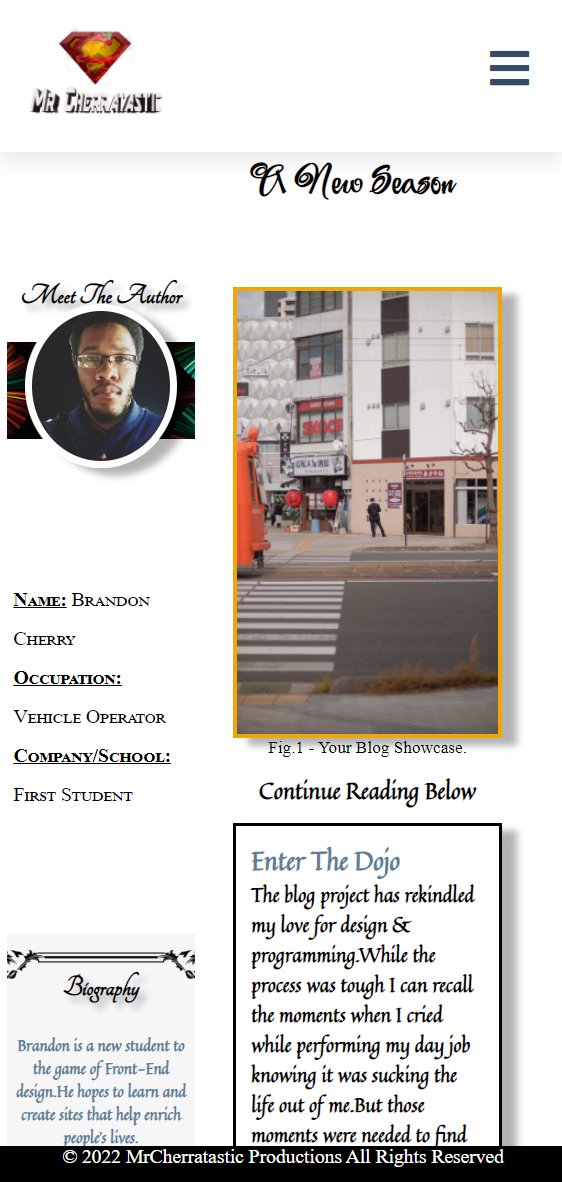 Mr Cherratastic
A New Season
Meet The Author
Name: Brandon
Cherry
Occupation:
Vehicle Operator
Company/School:
First Student
Biography
Brandon is a new student to
the game of Front-End
design.He hopes to learn and
create sites that help enrich
people's lives.
Fig.1 - Your Blog Showcase.
Continue Reading Below
Enter The Dojo
The blog project has rekindled
my love for design &
programming.While the
process was tough I can recall
the moments when I cried
while performing my day job
knowing it was sucking the
life out of me.But those
moments were needed to find
© 2022 MrCherratastic Productions All Rights Reserved